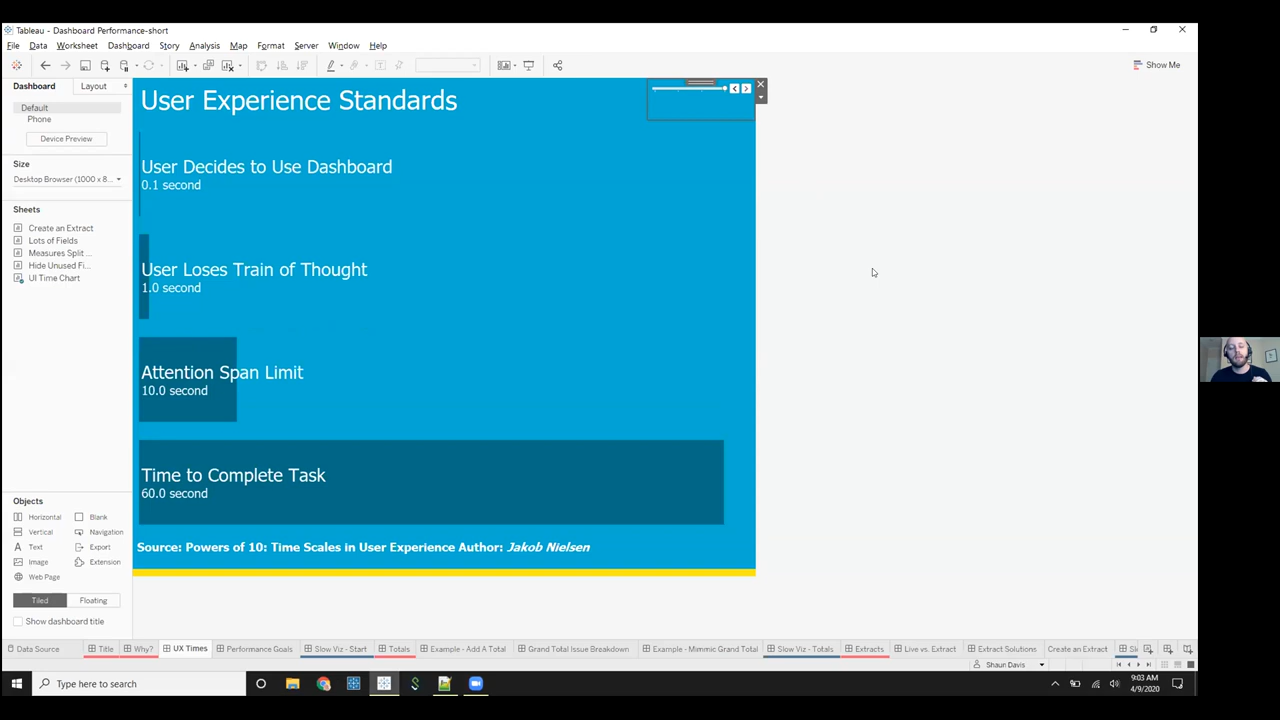 Tableau - Dashboard Performance-short
File Data Worksheet Dashboard Story Analysis Map Format Server Window Help
Show Me
Dashboard Layout
Default
Phone
Device Preview
Size
Desktop Browser (1000 x 8...
Sheets
Create an Extract
Lots of Fields
Measures Split ...
Hide Unused Fi...
UI Time Chart
Objects
Horizontal Blank
Vertical Navigation
Text Export
Image Extension
Web Page
Tiled Floating
Show dashboard title
User Experience Standards
User Decides to Use Dashboard
0.1 second
User Loses Train of Thought
1.0 second
Attention Span Limit
10.0 second
Time to Complete Task
60.0 second
Source: Powers of 10: Time Scales in User Experience Author: Jakob Nielsen
Data Source Title Why? UX Times Performance Goals Slow Viz - Start Totals Example - Add A Total Grand Total Issue Breakdown Example - Mimmic Grand Total Slow Viz - Totals Extracts Live vs. Extract Extract Solutions Create an Extract
Shaun Davis
Type here to search
9:03 AM
4/9/2020